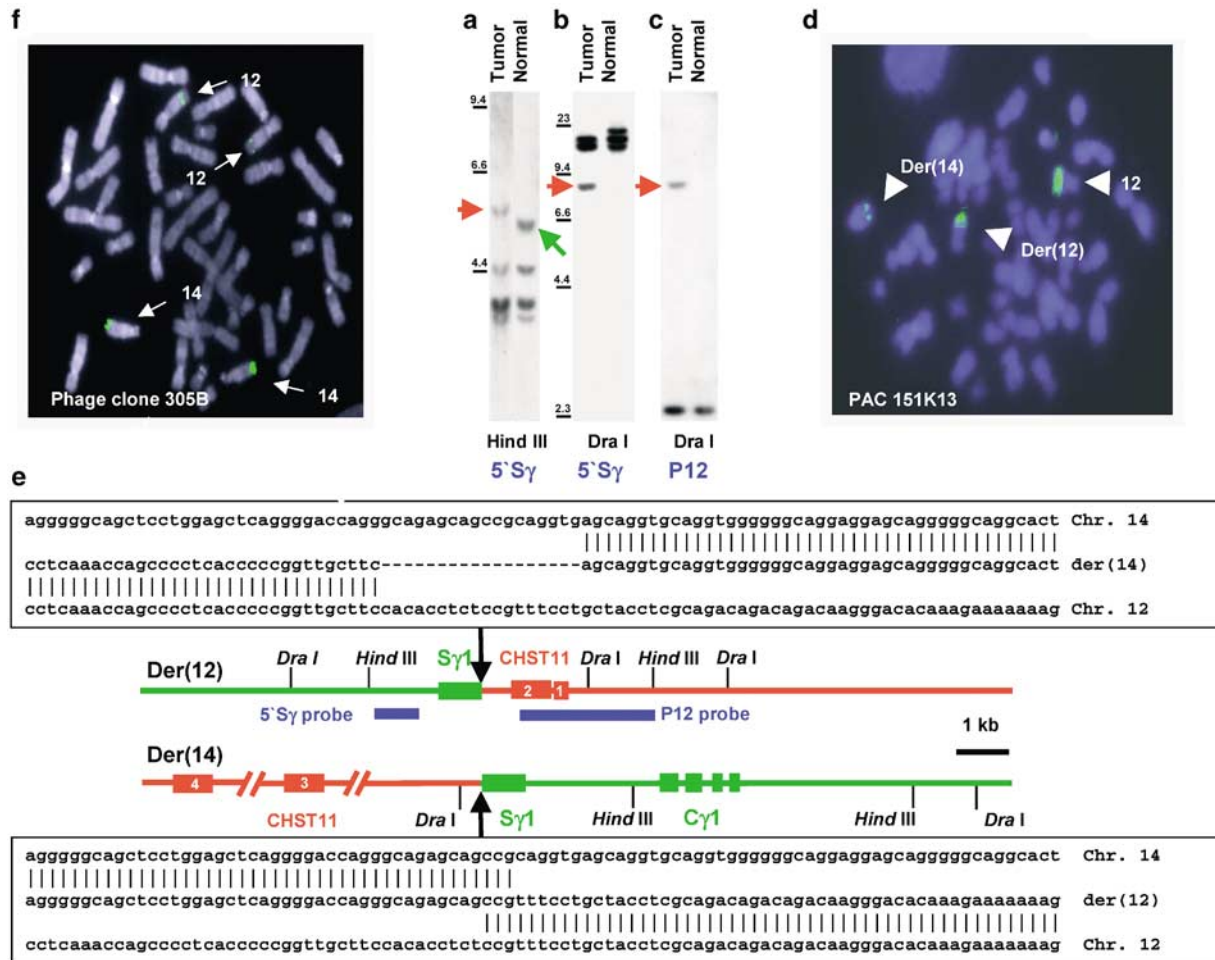 f
12
12
14
14
Phage clone 305B
a
b
c
Tumor
Normal
Tumor
Normal
Tumor
Normal
9.4
6.6
4.4
23
9.4
6.6
4.4
2.3
Hind III
Dra I
Dra I
5`Sγ
5`Sγ
P12
d
Der(14)
12
Der(12)
PAC 151K13
e
agggggcagctcctggagctcaggggaccagggcagagcagccgcaggtgagcaggtgcaggtggggggcaggaggagcagggggcaggcact Chr. 14
cctcaaaccagcccctcacccccggttgcttc------------------agcaggtgcaggtggggggcaggaggagcagggggcaggcact der(14)
cctcaaaccagcccctcacccccggttgcttccacacctctccgtttcctgctacctcgcagacagacagacaagggacacaaagaaaaaaag Chr. 12
Der(12)
Dra I
Hind III
Sγ1
CHST11
Dra I
Hind III
Dra I
2
1
5`Sγ probe
P12 probe
1 kb
Der(14)
4
3
CHST11
Dra I
Sγ1
Hind III
Cγ1
Hind III
Dra I
agggggcagctcctggagctcaggggaccagggcagagcagccgcaggtgagcaggtgcaggtggggggcaggaggagcagggggcaggcact Chr. 14
agggggcagctcctggagctcaggggaccagggcagagcagccgtttcctgctacctcgcagacagacagacaagggacacaaagaaaaaaag der(12)
cctcaaaccagcccctcacccccggttgcttccacacctctccgtttcctgctacctcgcagacagacagacaagggacacaaagaaaaaaag Chr. 12